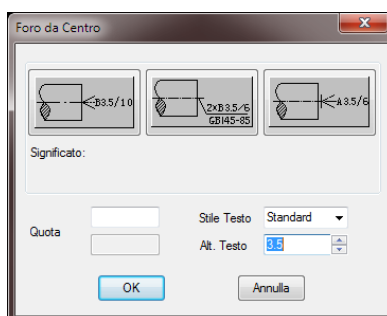 Foro da Centro
B3.5/10
2×B3.5/6
GB145-85
A3.5/6
Significato:
Quota
Stile Testo
Standard
Alt. Testo
3.5
OK
Annulla